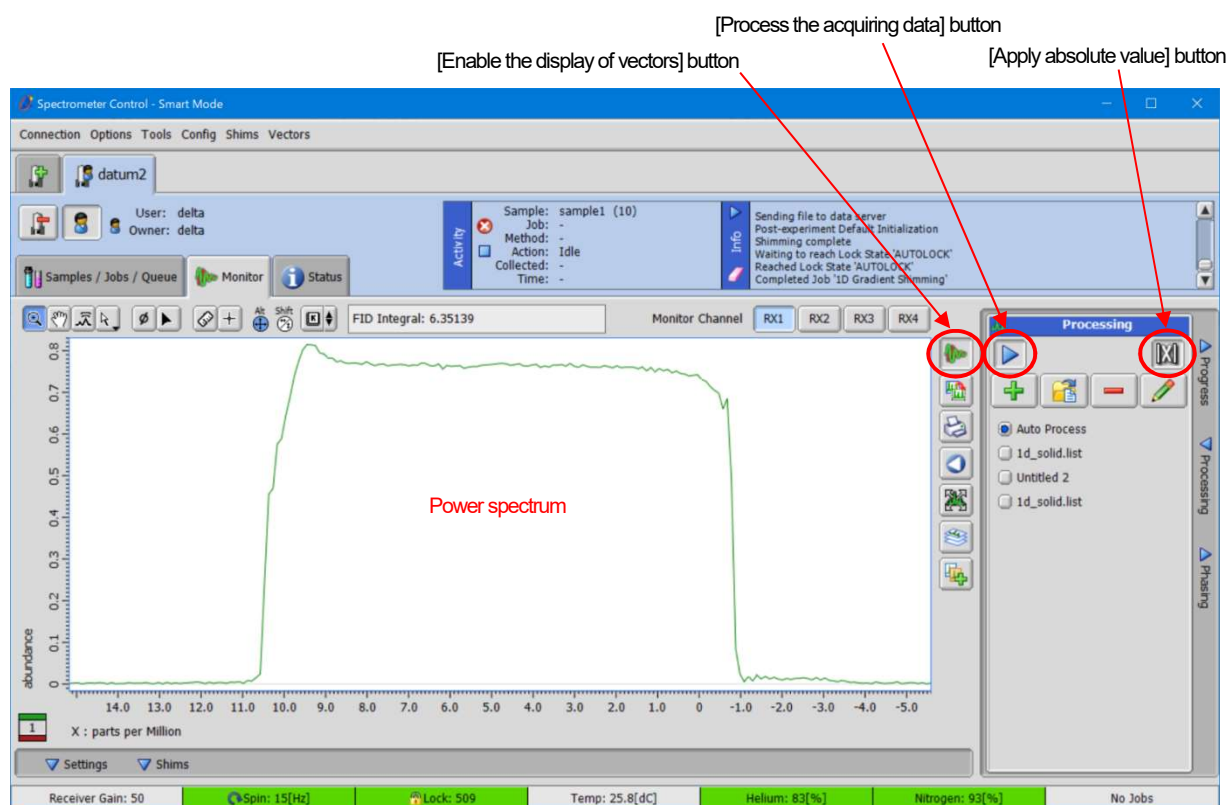 [Process the acquiring data] button
[Enable the display of vectors] button
[Apply absolute value] button
Spectrometer Control - Smart Mode
Connection Options Tools Config Shims Vectors
datum2
User: delta
Owner: delta
Activity
Sample: sample1 (10)
Job: -
Method: -
Action: Idle
Collected: -
Time: -
Info
Sending file to data server
Post-experiment Default Initialization
Shimming complete
Waiting to reach Lock State 'AUTOLOCK'
Reached Lock State 'AUTOLOCK'
Completed Job '1D Gradient Shimming'
Samples / Jobs / Queue
Monitor
Status
Alt
Shift
FID Integral: 6.35139
Monitor Channel RX1 RX2 RX3 RX4
Processing
|X|
Auto Process
1d_solid.list
Untitled 2
1d_solid.list
Progress
Processing
Phasing
Power spectrum
abundance
0.8
0.7
0.6
0.5
0.4
0.3
0.2
0.1
0
14.0 13.0 12.0 11.0 10.0 9.0 8.0 7.0 6.0 5.0 4.0 3.0 2.0 1.0 0 -1.0 -2.0 -3.0 -4.0 -5.0
1
X : parts per Million
Settings Shims
Receiver Gain: 50
Spin: 15[Hz]
Lock: 509
Temp: 25.8[dC]
Helium: 83[%]
Nitrogen: 93[%]
No Jobs